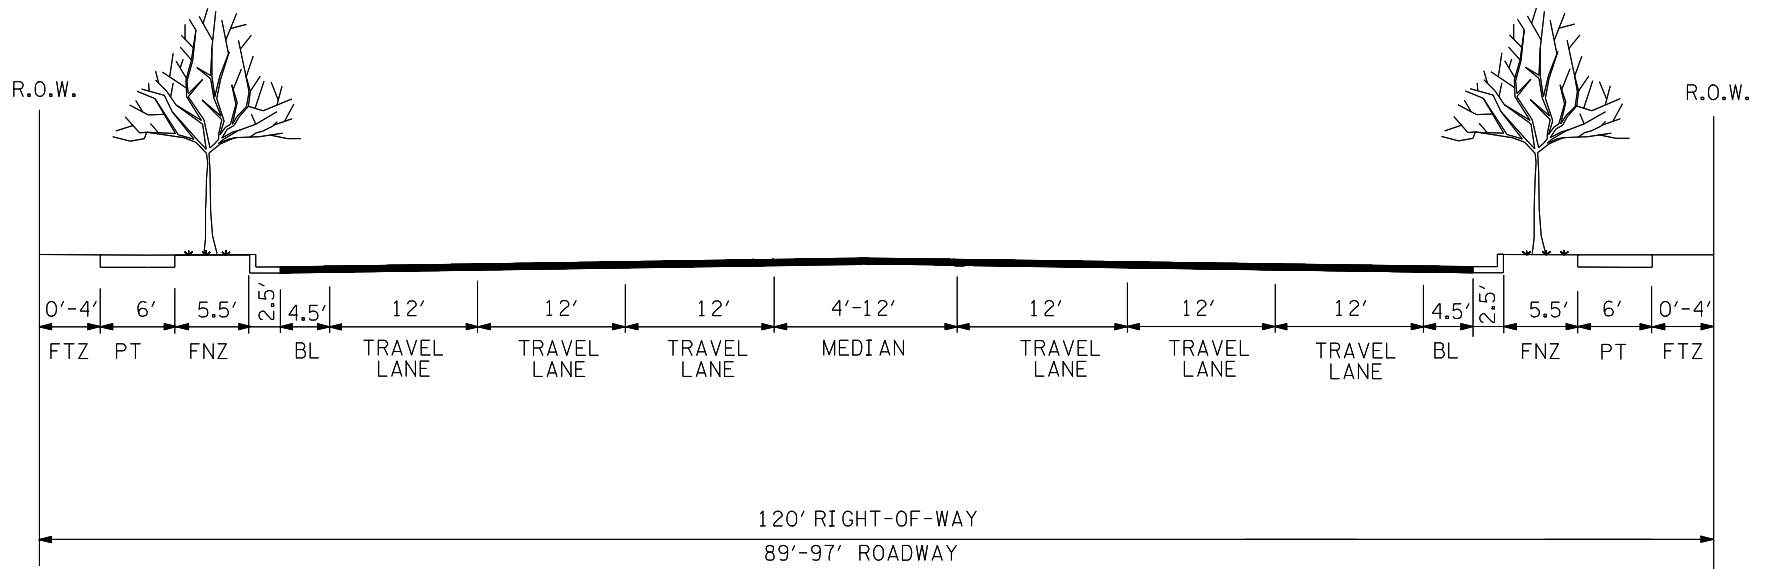 R.O.W.
R.O.W.
0'-4' 6' 5.5' 2.5' 4.5' 12' 12' 12' 4'-12' 12' 12' 12' 4.5' 2.5' 5.5' 6' 0'-4'
FTZ PT FNZ BL TRAVEL LANE TRAVEL LANE TRAVEL LANE MEDIAN TRAVEL LANE TRAVEL LANE TRAVEL LANE BL FNZ PT FTZ
120' RIGHT-OF-WAY
89'-97' ROADWAY